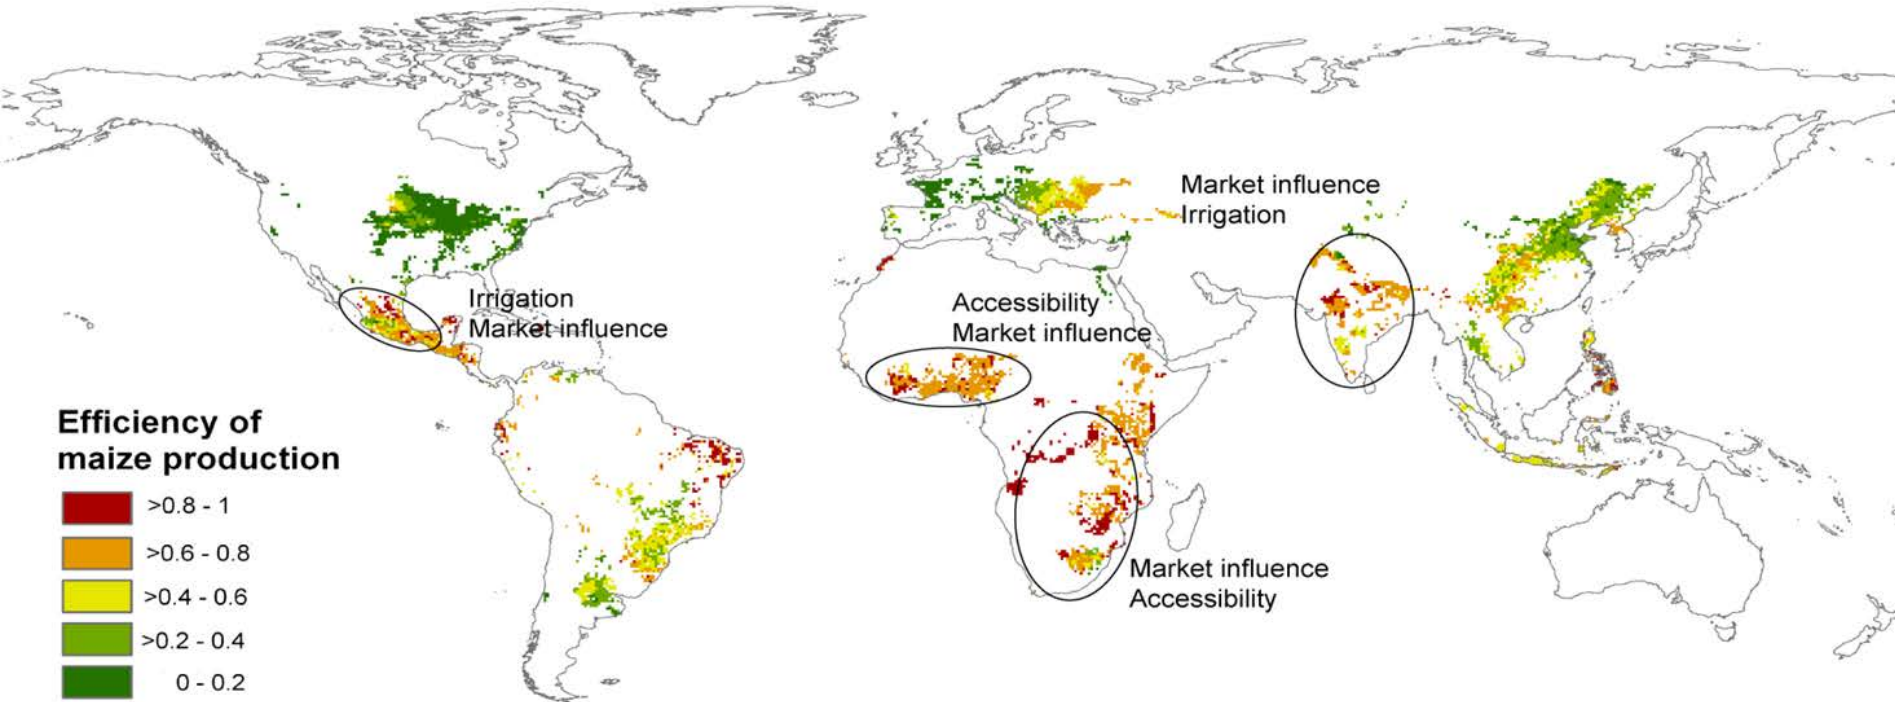 Market influence
Irrigation
Irrigation
Market influence
Accessibility
Market influence
Market influence
Accessibility
Efficiency of
maize production
>0.8 - 1
>0.6 - 0.8
>0.4 - 0.6
>0.2 - 0.4
0 - 0.2